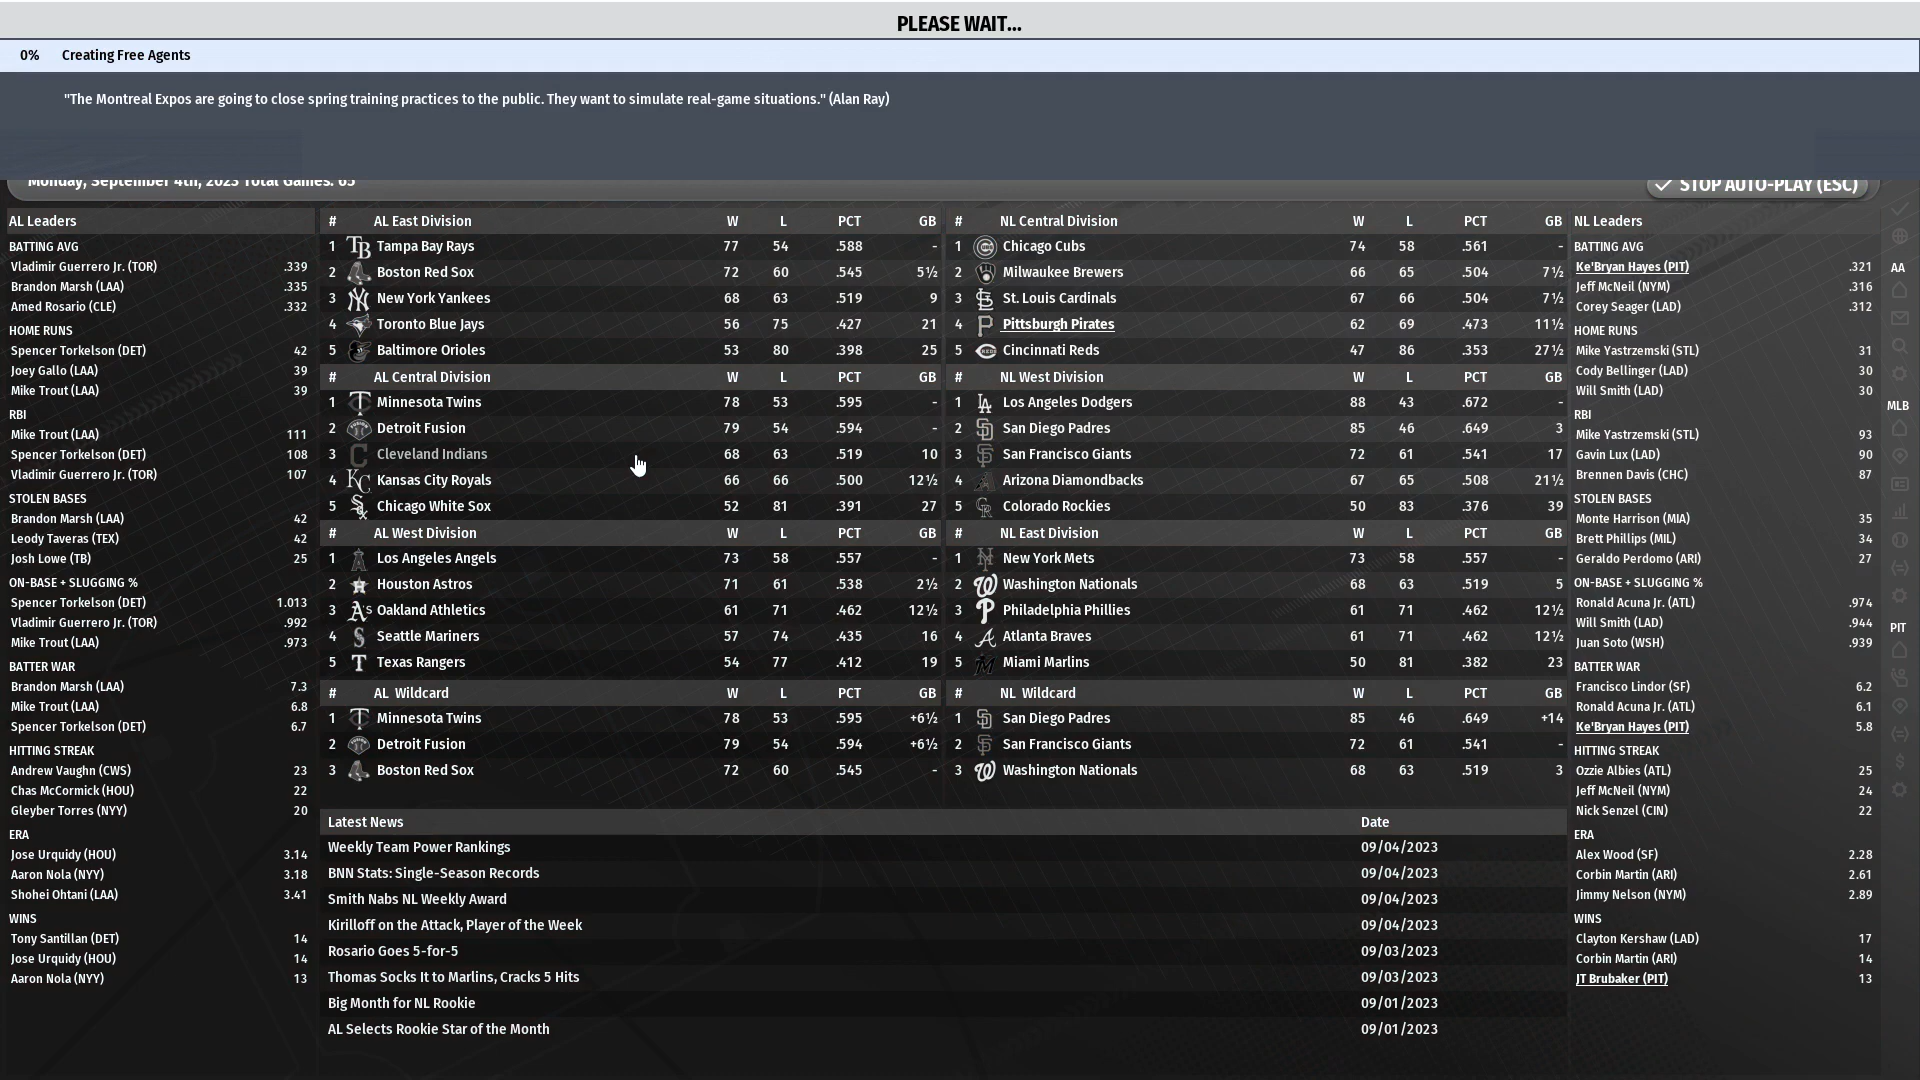 PLEASE WAIT...
0% Creating Free Agents
"The Montreal Expos are going to close spring training practices to the public. They want to simulate real-game situations." (Alan Ray)
Monday, September 4th, 2023 Total Games: 65
STOP AUTO-PLAY (ESC)
AL Leaders
BATTING AVG
Vladimir Guerrero Jr. (TOR) .339
Brandon Marsh (LAA) .335
Amed Rosario (CLE) .332
HOME RUNS
Spencer Torkelson (DET) 42
Joey Gallo (LAA) 39
Mike Trout (LAA) 39
RBI
Mike Trout (LAA) 111
Spencer Torkelson (DET) 108
Vladimir Guerrero Jr. (TOR) 107
STOLEN BASES
Brandon Marsh (LAA) 42
Leody Taveras (TEX) 42
Josh Lowe (TB) 25
ON-BASE + SLUGGING %
Spencer Torkelson (DET) 1.013
Vladimir Guerrero Jr. (TOR) .992
Mike Trout (LAA) .973
BATTER WAR
Brandon Marsh (LAA) 7.3
Mike Trout (LAA) 6.8
Spencer Torkelson (DET) 6.7
HITTING STREAK
Andrew Vaughn (CWS) 23
Chas McCormick (HOU) 22
Gleyber Torres (NYY) 20
ERA
Jose Urquidy (HOU) 3.14
Aaron Nola (NYY) 3.18
Shohei Ohtani (LAA) 3.41
WINS
Tony Santillan (DET) 14
Jose Urquidy (HOU) 14
Aaron Nola (NYY) 13
# AL East Division W L PCT GB
1 Tampa Bay Rays 77 54 .588 -
2 Boston Red Sox 72 60 .545 5½
3 New York Yankees 68 63 .519 9
4 Toronto Blue Jays 56 75 .427 21
5 Baltimore Orioles 53 80 .398 25
# AL Central Division W L PCT GB
1 Minnesota Twins 78 53 .595 -
2 Detroit Fusion 79 54 .594 -
3 Cleveland Indians 68 63 .519 10
4 Kansas City Royals 66 66 .500 12½
5 Chicago White Sox 52 81 .391 27
# AL West Division W L PCT GB
1 Los Angeles Angels 73 58 .557 -
2 Houston Astros 71 61 .538 2½
3 Oakland Athletics 61 71 .462 12½
4 Seattle Mariners 57 74 .435 16
5 Texas Rangers 54 77 .412 19
# AL Wildcard W L PCT GB
1 Minnesota Twins 78 53 .595 +6½
2 Detroit Fusion 79 54 .594 +6½
3 Boston Red Sox 72 60 .545 -
# NL Central Division W L PCT GB
1 Chicago Cubs 74 58 .561 -
2 Milwaukee Brewers 66 65 .504 7½
3 St. Louis Cardinals 67 66 .504 7½
4 Pittsburgh Pirates 62 69 .473 11½
5 Cincinnati Reds 47 86 .353 27½
# NL West Division W L PCT GB
1 Los Angeles Dodgers 88 43 .672 -
2 San Diego Padres 85 46 .649 3
3 San Francisco Giants 72 61 .541 17
4 Arizona Diamondbacks 67 65 .508 21½
5 Colorado Rockies 50 83 .376 39
# NL East Division W L PCT GB
1 New York Mets 73 58 .557 -
2 Washington Nationals 68 63 .519 5
3 Philadelphia Phillies 61 71 .462 12½
4 Atlanta Braves 61 71 .462 12½
5 Miami Marlins 50 81 .382 23
# NL Wildcard W L PCT GB
1 San Diego Padres 85 46 .649 +14
2 San Francisco Giants 72 61 .541 -
3 Washington Nationals 68 63 .519 3
Latest News Date
Weekly Team Power Rankings 09/04/2023
BNN Stats: Single-Season Records 09/04/2023
Smith Nabs NL Weekly Award 09/04/2023
Kirilloff on the Attack, Player of the Week 09/04/2023
Rosario Goes 5-for-5 09/03/2023
Thomas Socks It to Marlins, Cracks 5 Hits 09/03/2023
Big Month for NL Rookie 09/01/2023
AL Selects Rookie Star of the Month 09/01/2023
NL Leaders
BATTING AVG
Ke'Bryan Hayes (PIT) .321
Jeff McNeil (NYM) .316
Corey Seager (LAD) .312
HOME RUNS
Mike Yastrzemski (STL) 31
Cody Bellinger (LAD) 30
Will Smith (LAD) 30
RBI
Mike Yastrzemski (STL) 93
Gavin Lux (LAD) 90
Brennen Davis (CHC) 87
STOLEN BASES
Monte Harrison (MIA) 35
Brett Phillips (MIL) 34
Geraldo Perdomo (ARI) 27
ON-BASE + SLUGGING %
Ronald Acuna Jr. (ATL) .974
Will Smith (LAD) .944
Juan Soto (WSH) .939
BATTER WAR
Francisco Lindor (SF) 6.2
Ronald Acuna Jr. (ATL) 6.1
Ke'Bryan Hayes (PIT) 5.8
HITTING STREAK
Ozzie Albies (ATL) 25
Jeff McNeil (NYM) 24
Nick Senzel (CIN) 22
ERA
Alex Wood (SF) 2.28
Corbin Martin (ARI) 2.61
Jimmy Nelson (NYM) 2.89
WINS
Clayton Kershaw (LAD) 17
Corbin Martin (ARI) 14
JT Brubaker (PIT) 13
AA
MLB
PIT